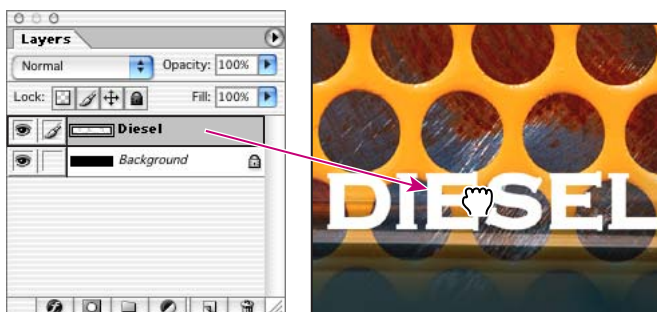 Layers
Normal Opacity: 100%
Lock: Fill: 100%
Diesel
Background
DIESEL